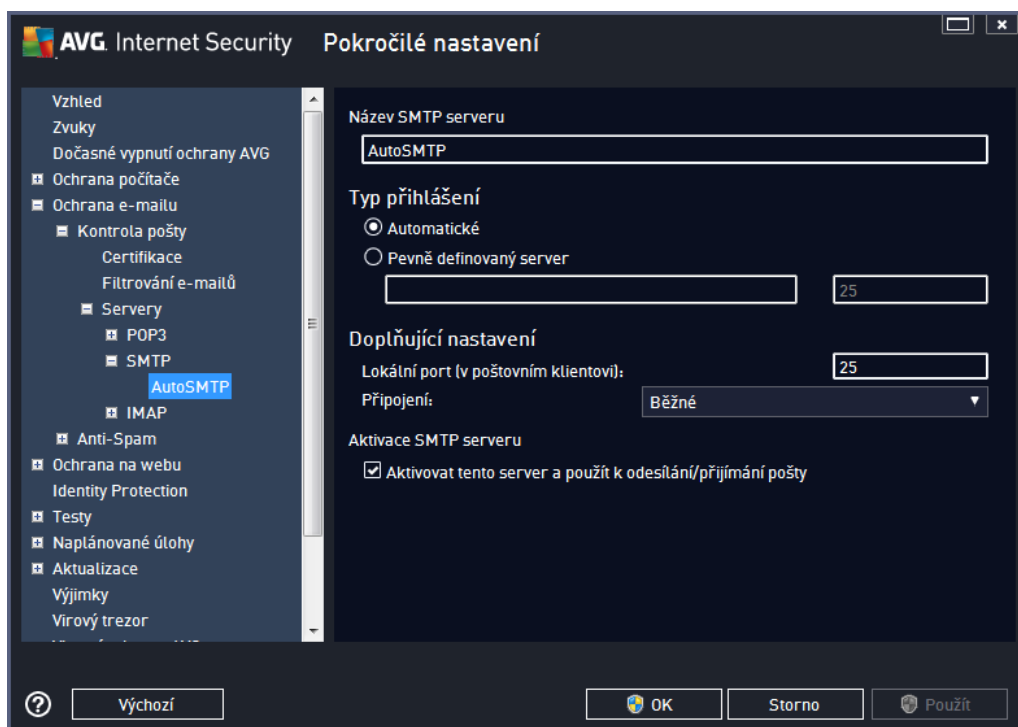 AVG. Internet Security Pokročilé nastavení
Vzhled
Zvuky
Dočasné vypnutí ochrany AVG
Ochrana počítače
Ochrana e-mailu
Kontrola pošty
Certifikace
Filtrování e-mailů
Servery
POP3
SMTP
AutoSMTP
IMAP
Anti-Spam
Ochrana na webu
Identity Protection
Testy
Naplánované úlohy
Aktualizace
Výjimky
Virový trezor
Název SMTP serveru
AutoSMTP
Typ přihlášení
Automatické
Pevně definovaný server
25
Doplňující nastavení
Lokální port (v poštovním klientovi): 25
Připojení: Běžné
Aktivace SMTP serveru
Aktivovat tento server a použít k odesílání/přijímání pošty
Výchozí OK Storno Použít